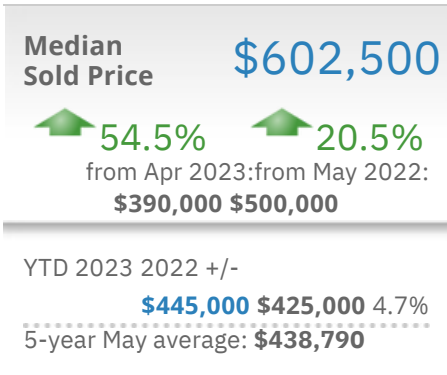 Median
Sold Price
$602,500
54.5% 20.5%
from Apr 2023:from May 2022:
$390,000 $500,000
YTD 2023 2022 +/-
$445,000 $425,000 4.7%
5-year May average: $438,790